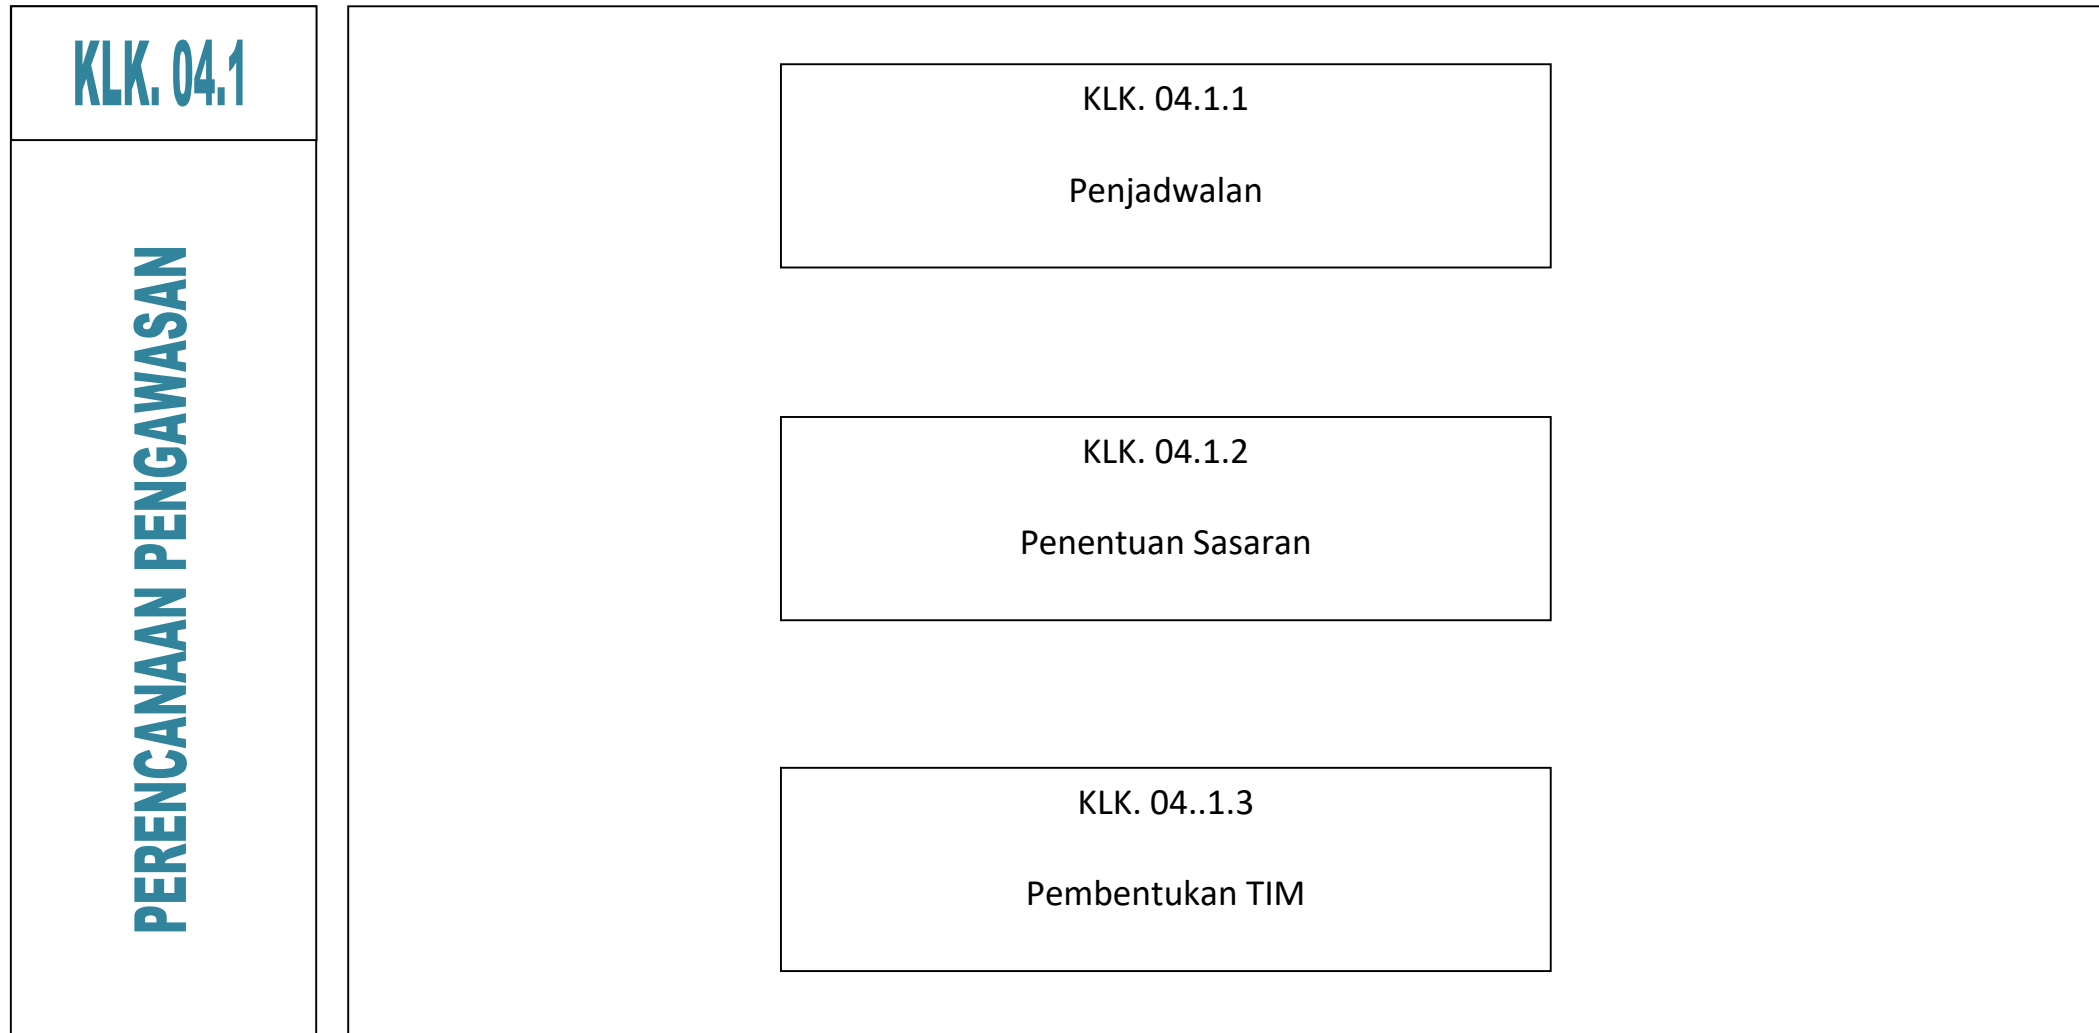 KLK. 04.1
PERENCANAAN PENGAWASAN
KLK. 04.1.1
Penjadwalan
KLK. 04.1.2
Penentuan Sasaran
KLK. 04..1.3
Pembentukan TIM